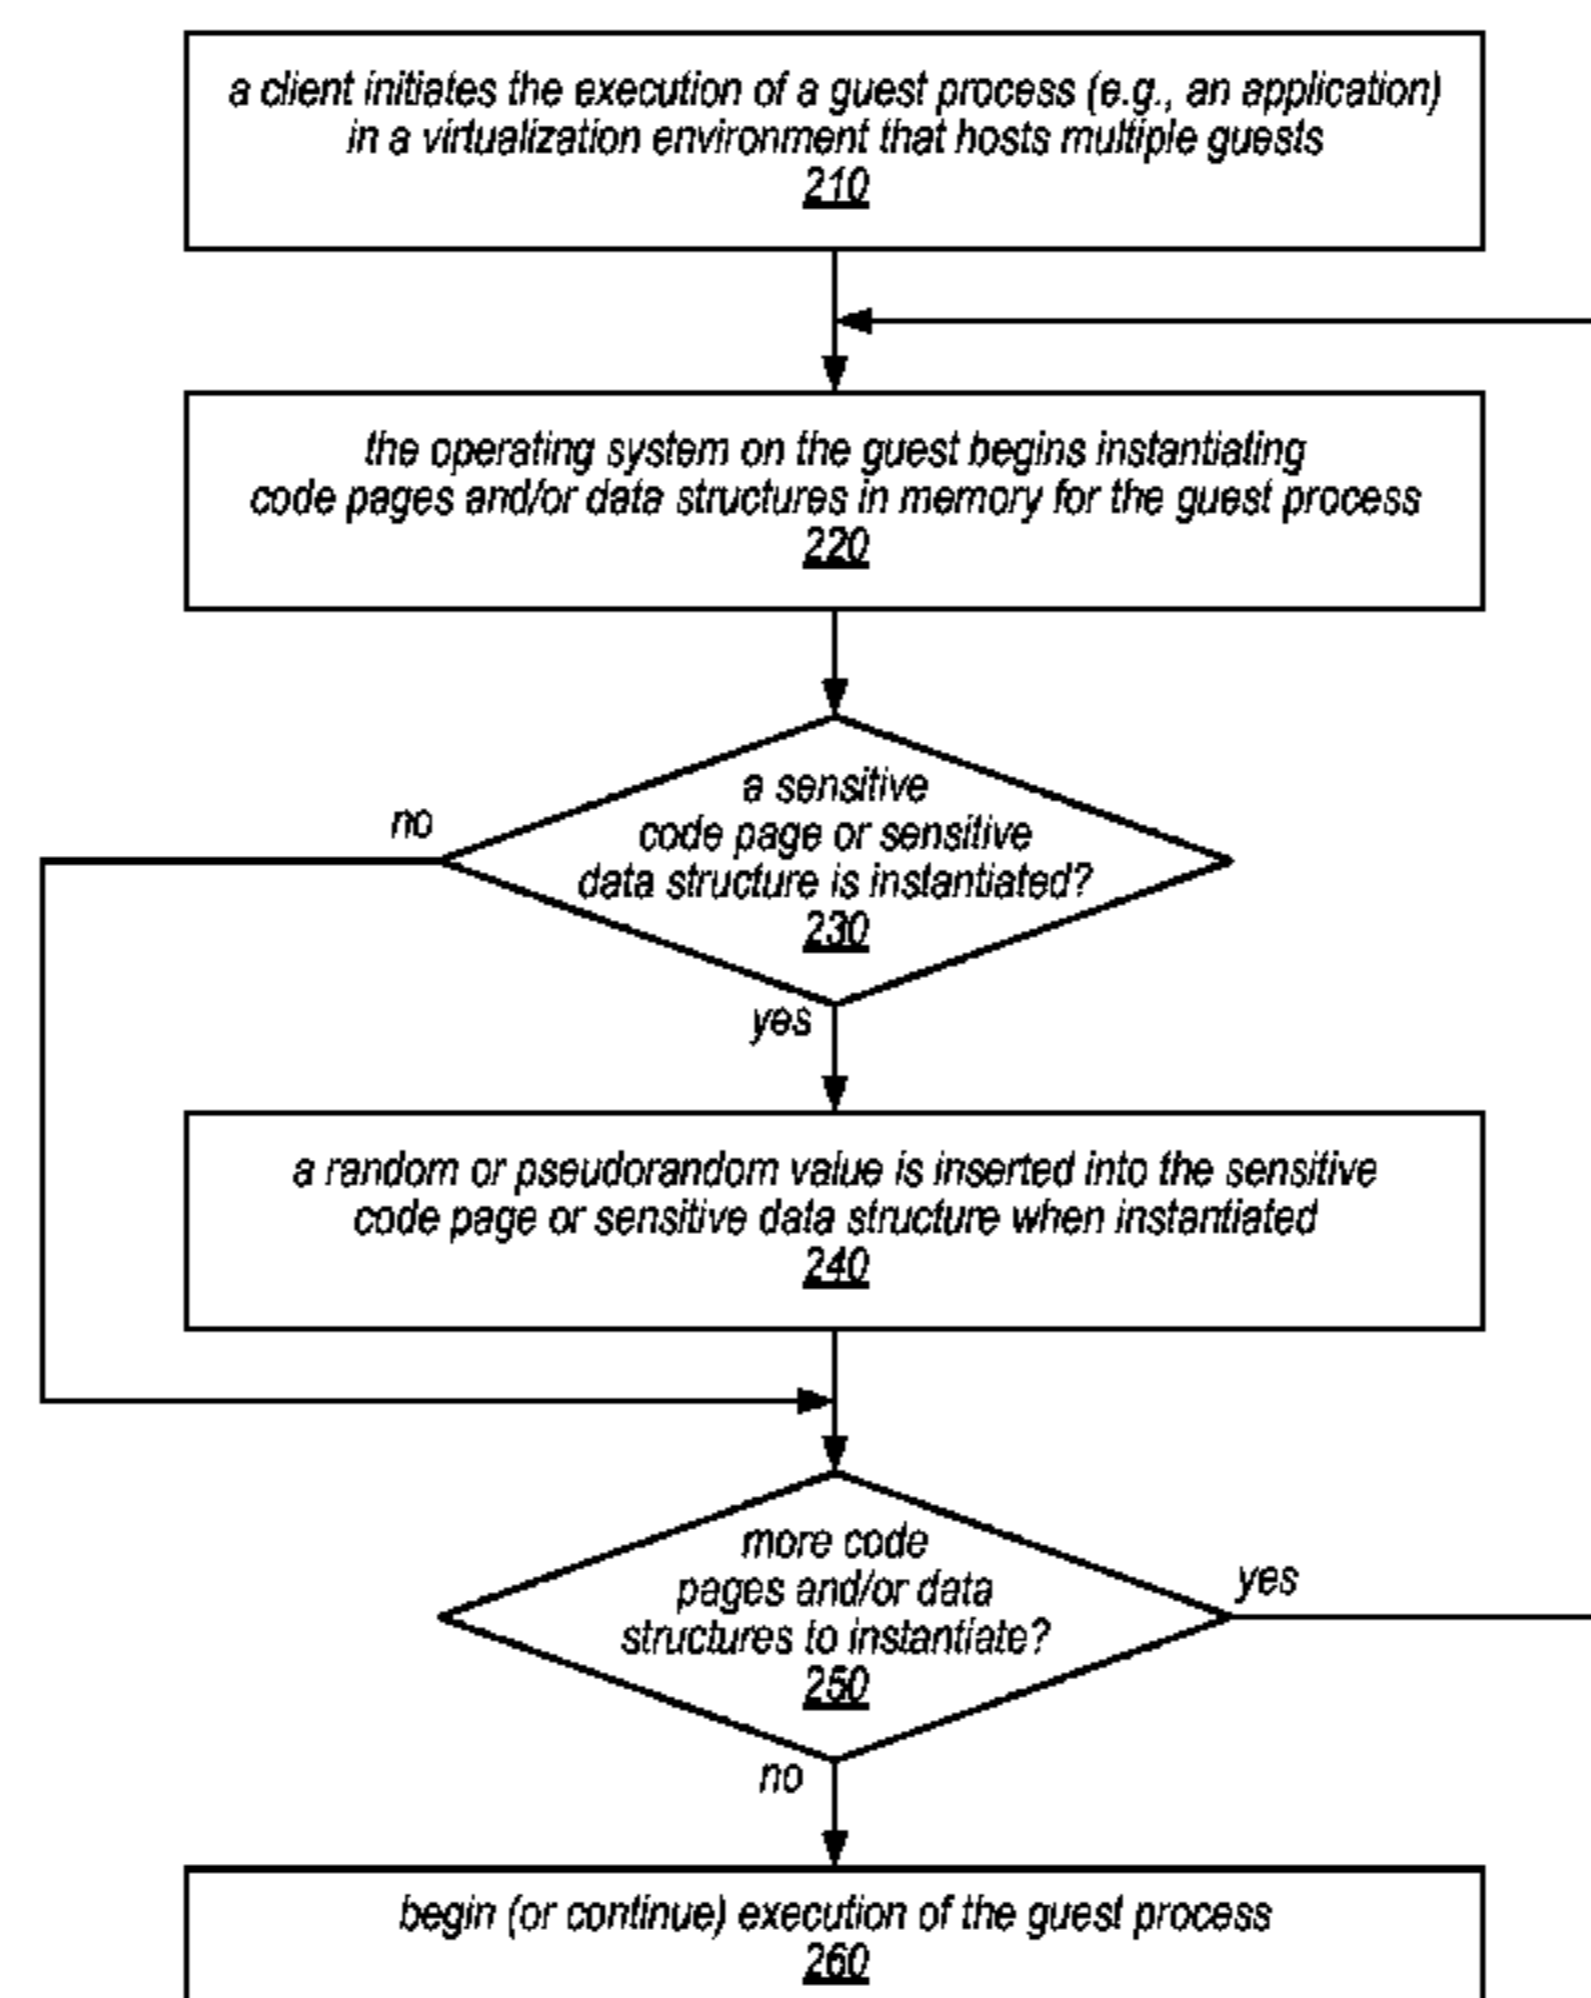 a client initiates the execution of a guest process (e.g., an application)
in a virtualization environment that hosts multiple guests
210
the operating system on the guest begins instantiating
code pages and/or data structures in memory for the guest process
220
a sensitive
code page or sensitive
data structure is instantiated?
230
no
yes
a random or pseudorandom value is inserted into the sensitive
code page or sensitive data structure when instantiated
240
more code
pages and/or data
structures to instantiate?
250
yes
no
begin (or continue) execution of the guest process
260